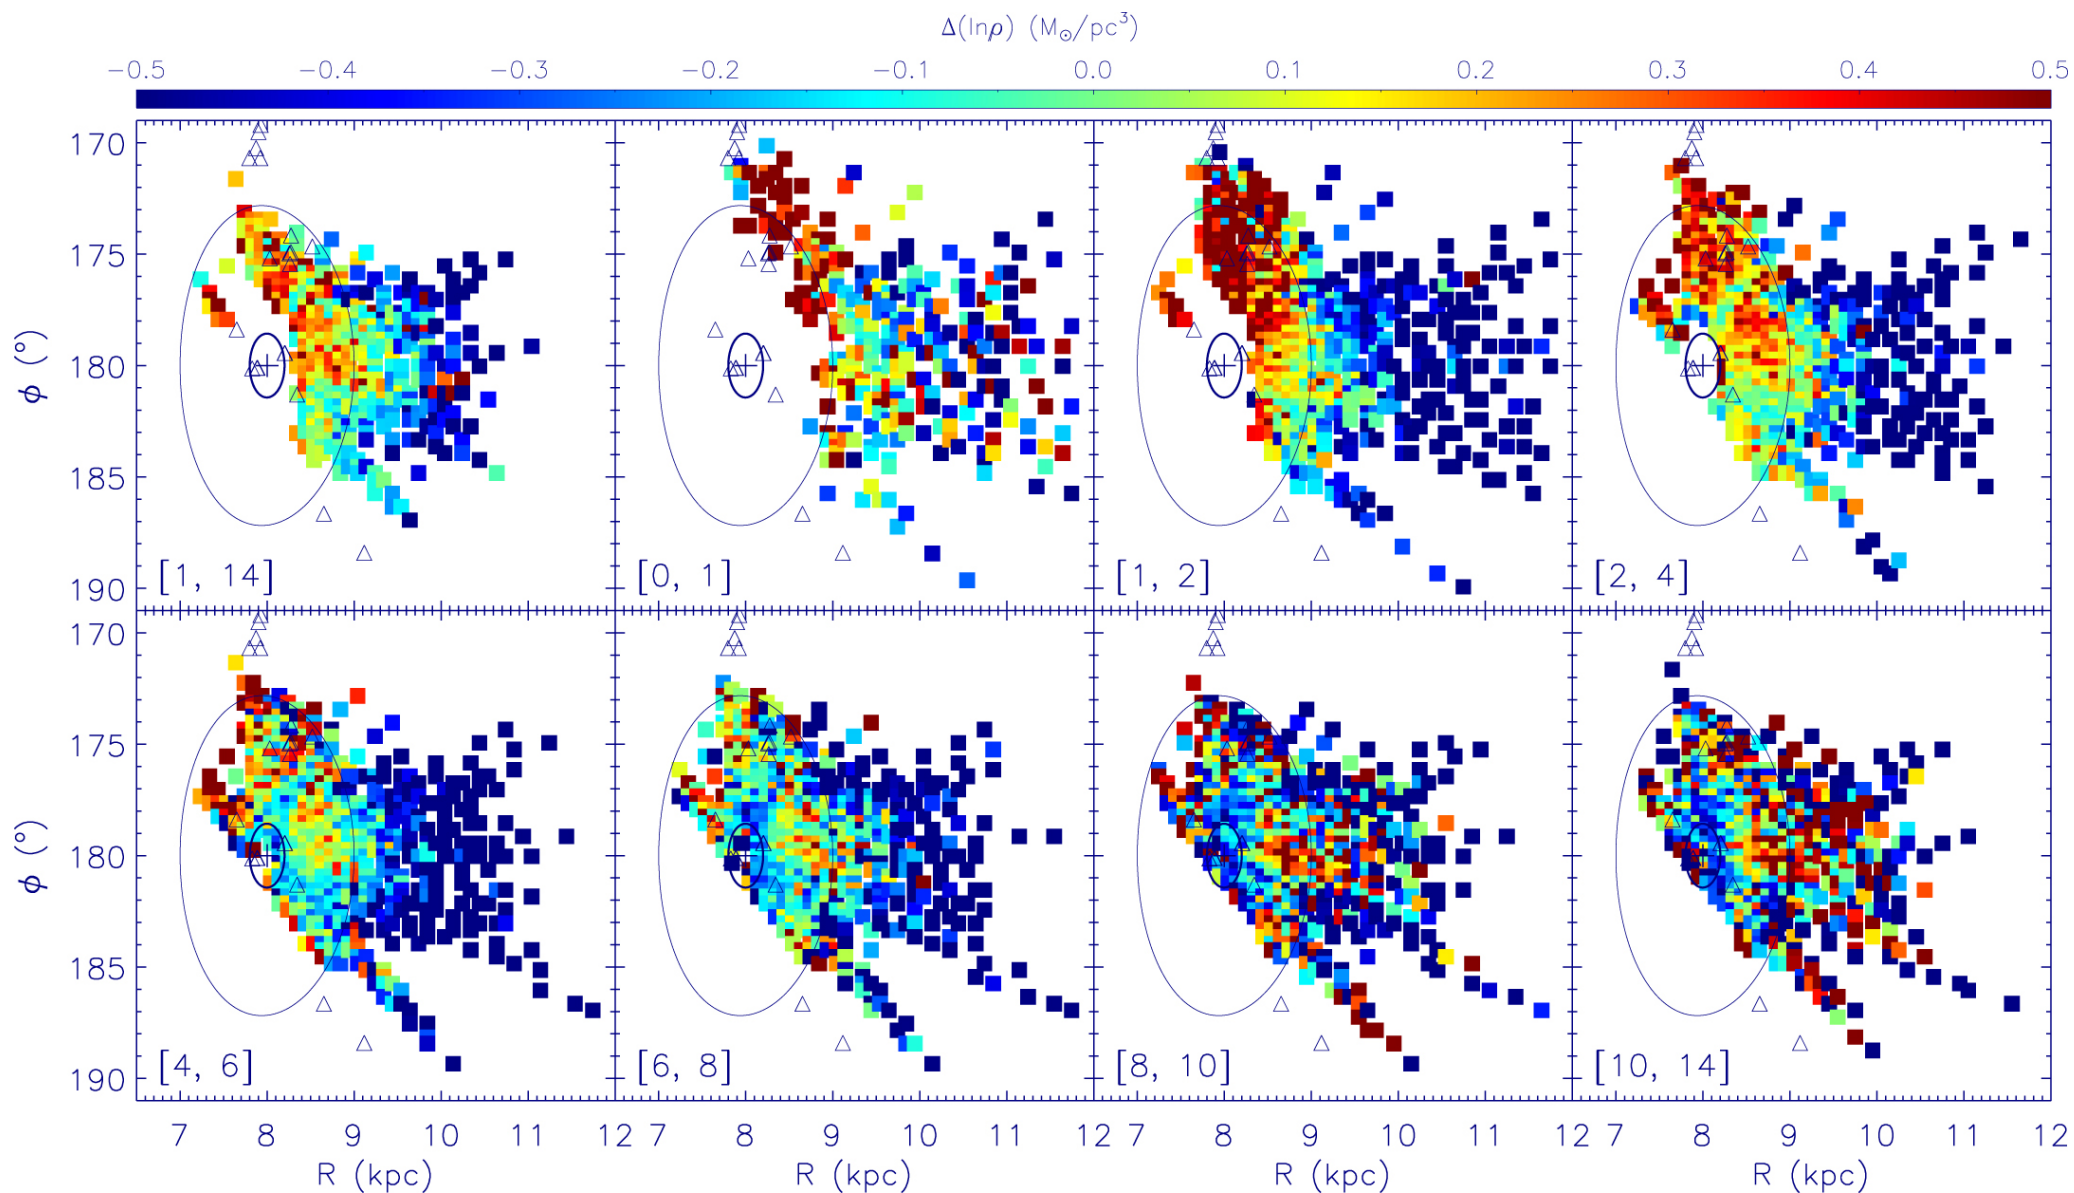 Δ(lnρ) (M⊙/pc³)
−0.5 −0.4 −0.3 −0.2 −0.1 0.0 0.1 0.2 0.3 0.4 0.5
170
175
180
185
190
ϕ (°)
[1, 14] [0, 1] [1, 2] [2, 4]
170
175
180
185
190
ϕ (°)
[4, 6] [6, 8] [8, 10] [10, 14]
7 8 9 10 11 12 7 8 9 10 11 12 7 8 9 10 11 12 7 8 9 10 11 12
R (kpc) R (kpc) R (kpc) R (kpc)